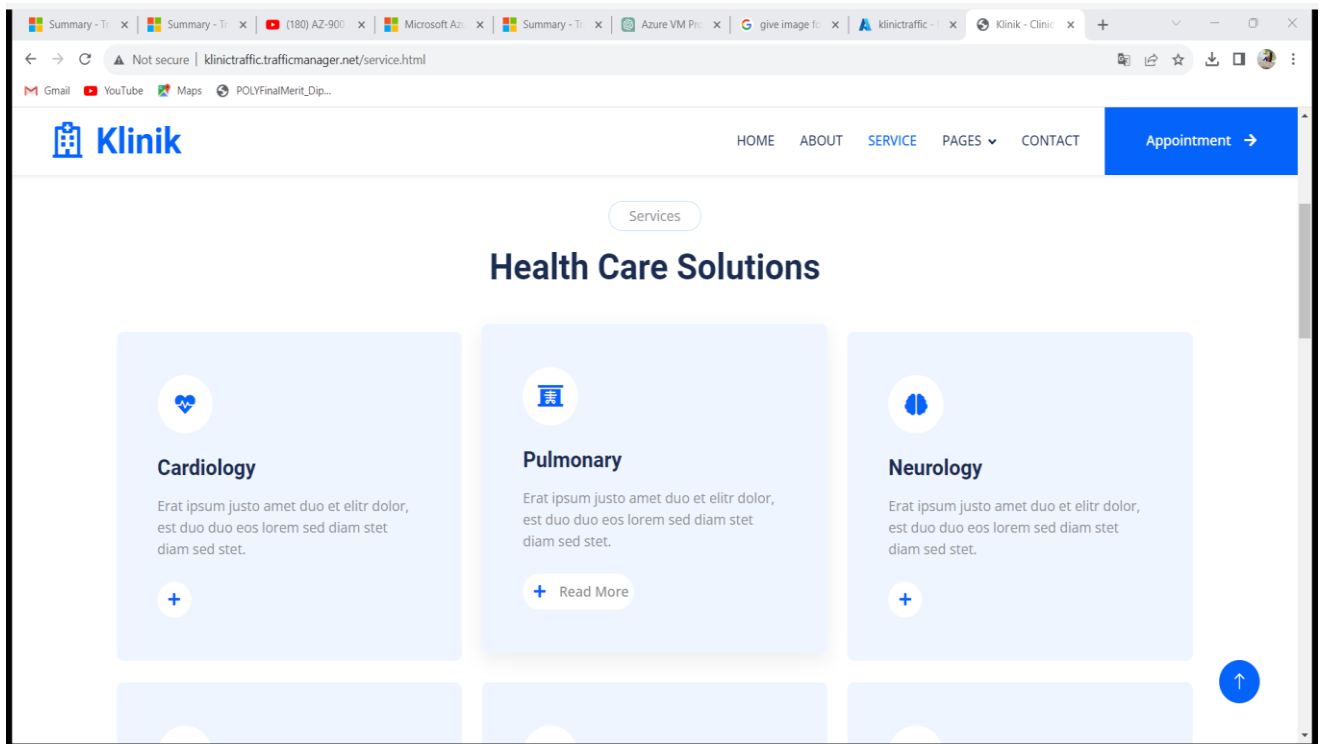 Summary - Tr
Summary - Tr
(180) AZ-900
Microsoft Azu
Summary - Tr
Azure VM Pro
give image fo
klinictraffic -
Klinik - Clinic
Not secure | klinictraffic.trafficmanager.net/service.html
Gmail YouTube Maps POLYFinalMerit_Dip...
Klinik
HOME ABOUT SERVICE PAGES CONTACT
Appointment →
Services
Health Care Solutions
Cardiology
Erat ipsum justo amet duo et elitr dolor,
est duo duo eos lorem sed diam stet
diam sed stet.
+
Pulmonary
Erat ipsum justo amet duo et elitr dolor,
est duo duo eos lorem sed diam stet
diam sed stet.
+ Read More
Neurology
Erat ipsum justo amet duo et elitr dolor,
est duo duo eos lorem sed diam stet
diam sed stet.
+